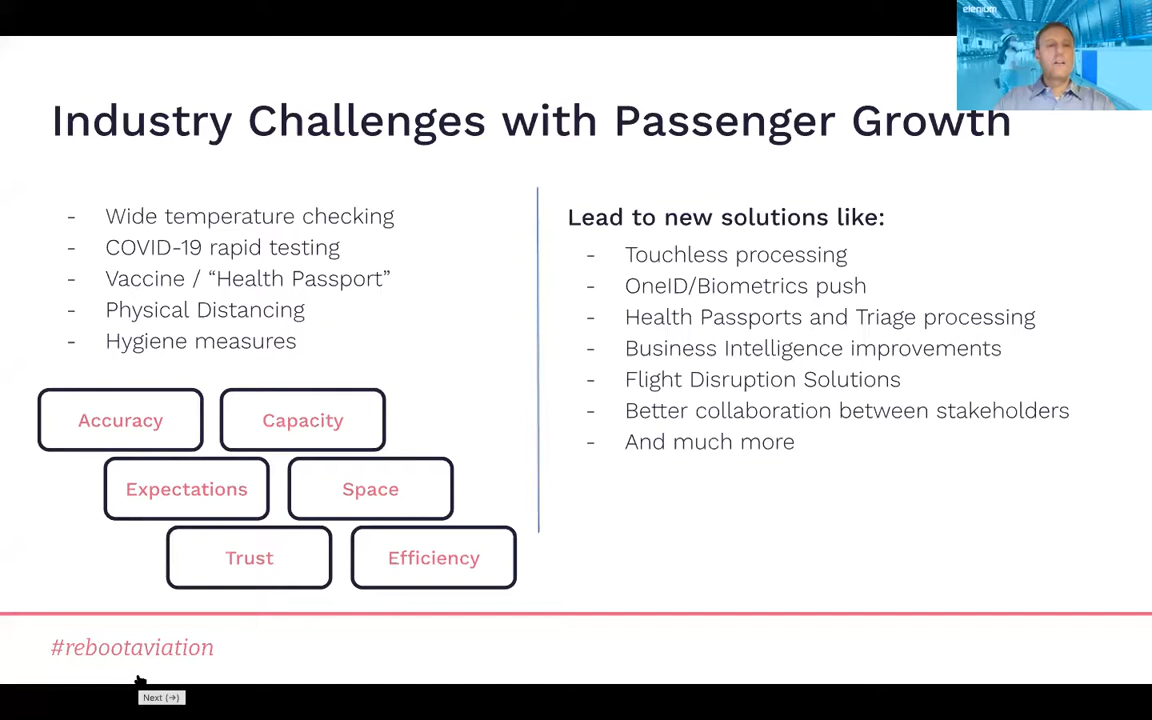 elenium
Industry Challenges with Passenger Growth
- Wide temperature checking
- COVID-19 rapid testing
- Vaccine / “Health Passport”
- Physical Distancing
- Hygiene measures
Accuracy
Capacity
Expectations
Space
Trust
Efficiency
Lead to new solutions like:
- Touchless processing
- OneID/Biometrics push
- Health Passports and Triage processing
- Business Intelligence improvements
- Flight Disruption Solutions
- Better collaboration between stakeholders
- And much more
#rebootaviation
Next (→)